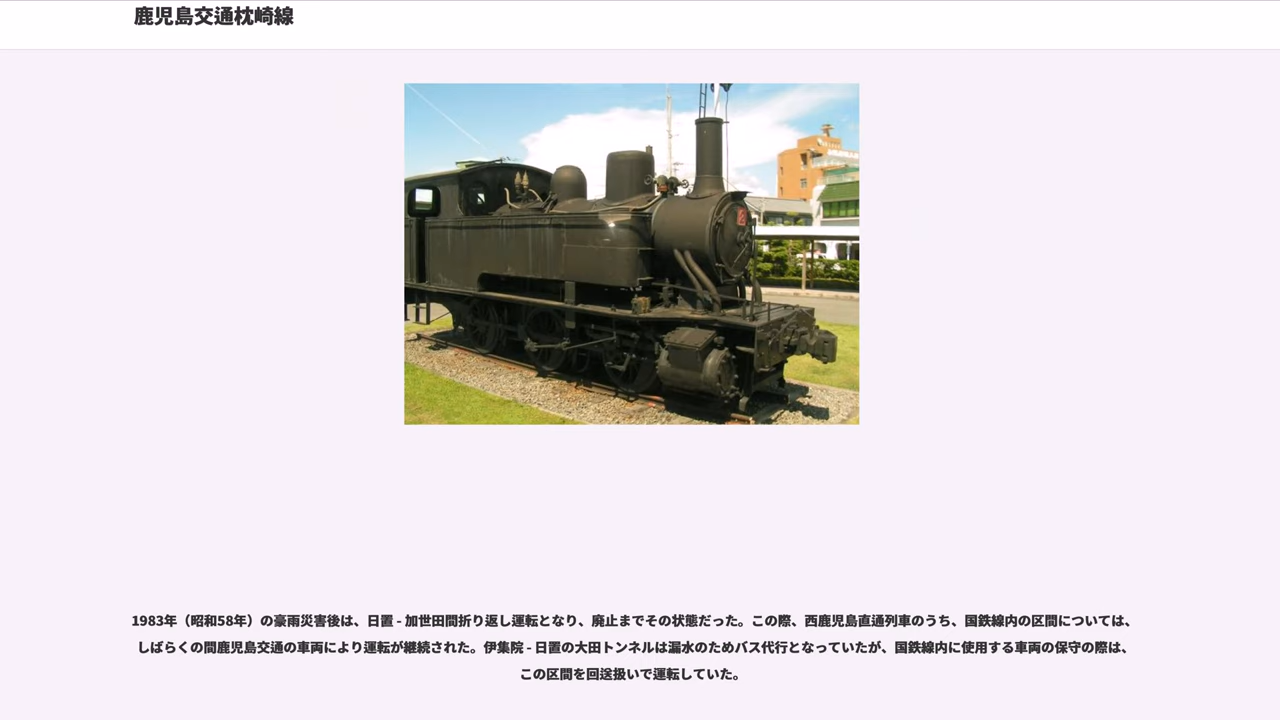 鹿児島交通枕崎線
1983年（昭和58年）の豪雨災害後は、日置 - 加世田間折り返し運転となり、廃止までその状態だった。この際、西鹿児島直通列車のうち、国鉄線内の区間については、
しばらくの間鹿児島交通の車両により運転が継続された。伊集院 - 日置の大田トンネルは漏水のためバス代行となっていたが、国鉄線内に使用する車両の保守の際は、
この区間を回送扱いで運転していた。